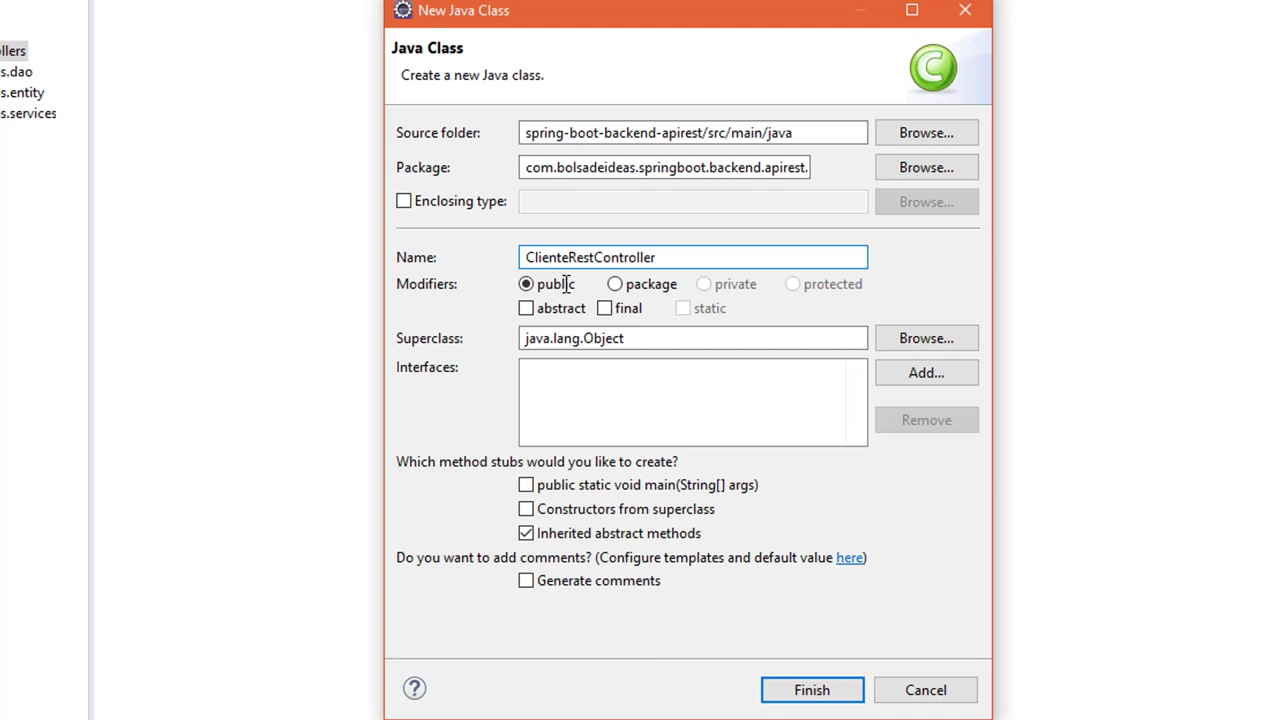 New Java Class
Java Class
Create a new Java class.
llers
s.dao
s.entity
s.services
Source folder:
spring-boot-backend-apirest/src/main/java
Browse...
Package:
com.bolsadeideas.springboot.backend.apirest.
Browse...
Enclosing type:
Browse...
Name:
ClienteRestController
Modifiers:
public
package
private
protected
abstract
final
static
Superclass:
java.lang.Object
Browse...
Interfaces:
Add...
Remove
Which method stubs would you like to create?
public static void main(String[] args)
Constructors from superclass
Inherited abstract methods
Do you want to add comments? (Configure templates and default value here)
Generate comments
?
Finish
Cancel